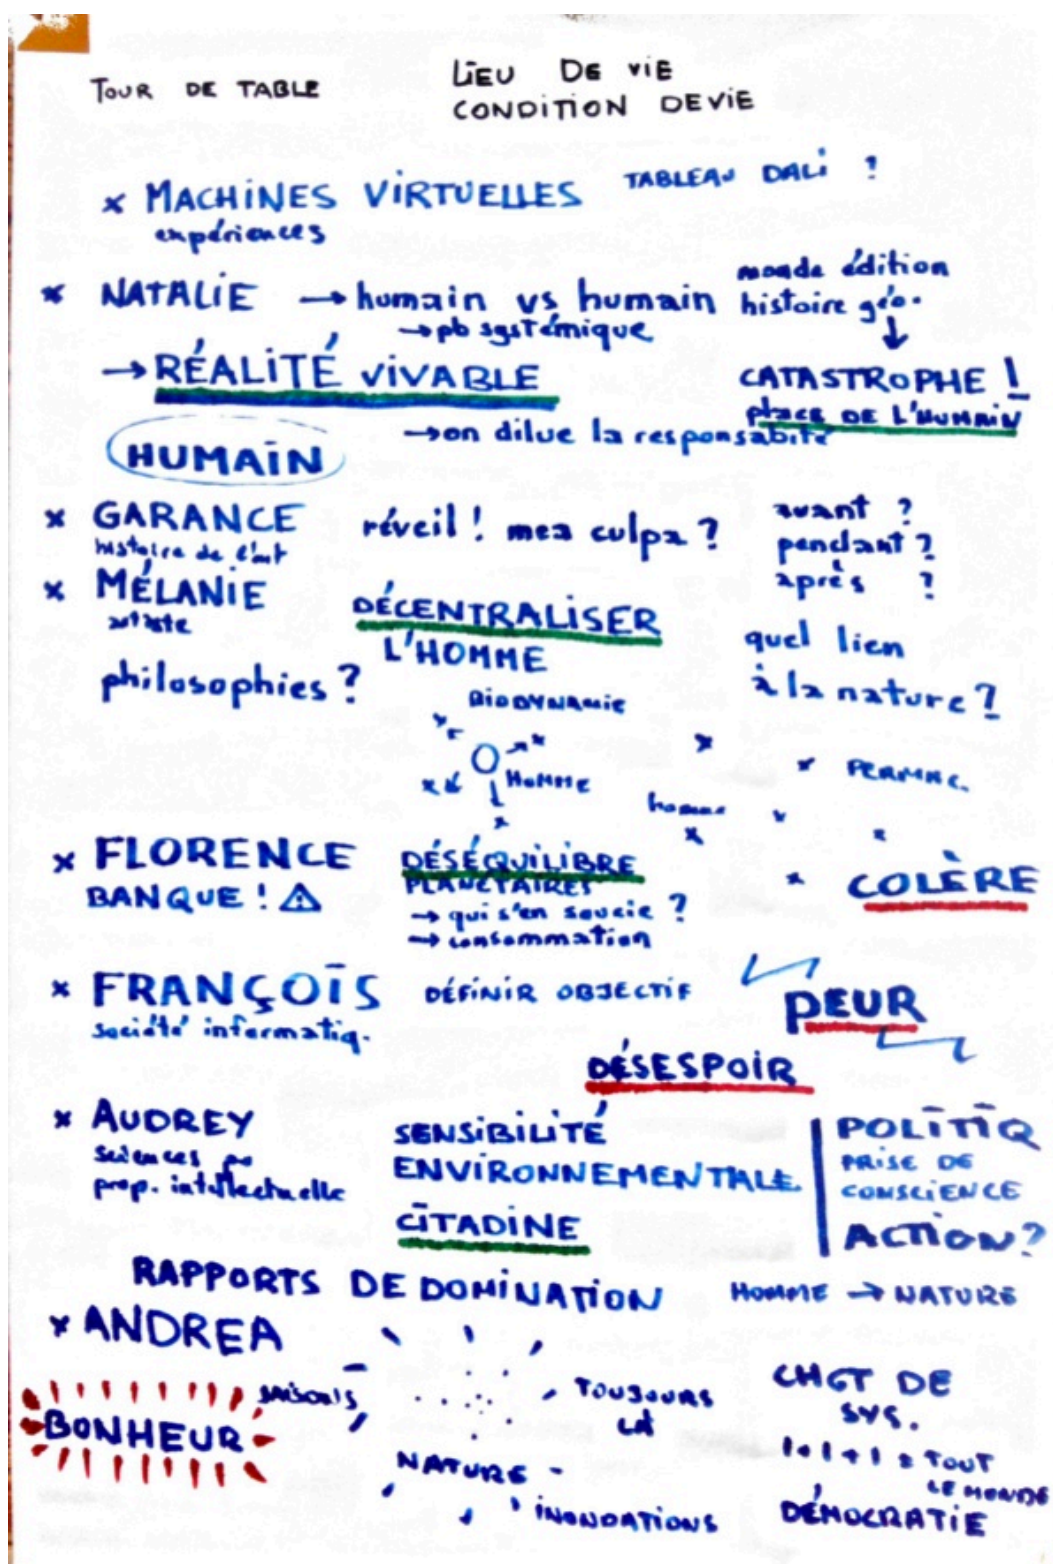 TOUR DE TABLE
LIEU DE VIE
CONDITION DE VIE
x MACHINES VIRTUELLES TABLEAU DALI ?
expériences
x NATALIE → humain vs humain
→ pb systémique
monde édition
histoire géo.
↓
CATASTROPHE !
place DE L'HUMAIN
→ RÉALITÉ VIVABLE
→ on dilue la responsabité
HUMAIN
x GARANCE réveil ! mea culpa ?
histoire de l'art
avant ?
pendant ?
après ?
x MÉLANIE
artiste
philosophies ?
DÉCENTRALISER
L'HOMME
quel lien
à la nature ?
BIODYNAMIE
HOMME
homme
x PERMAC.
x FLORENCE
BANQUE ! ⚠
DÉSÉQUILIBRE
PLANÉTAIRES
→ qui s'en soucie ?
→ consommation
COLÈRE
x FRANÇOIS DÉFINIR OBJECTIF
société informatiq.
PEUR
DÉSESPOIR
x AUDREY
sciences po
prop. intellectuelle
SENSIBILITÉ
ENVIRONNEMENTALE
CITADINE
POLITIQ
PRISE DE
CONSCIENCE
ACTION ?
RAPPORTS DE DOMINATION HOMME → NATURE
x ANDREA
BONHEUR
SAISONS
TOUJOURS
LÀ
NATURE
INONDATIONS
CHGT DE
SYS.
1+1+1 = TOUT
LE MONDE
DÉMOCRATIE